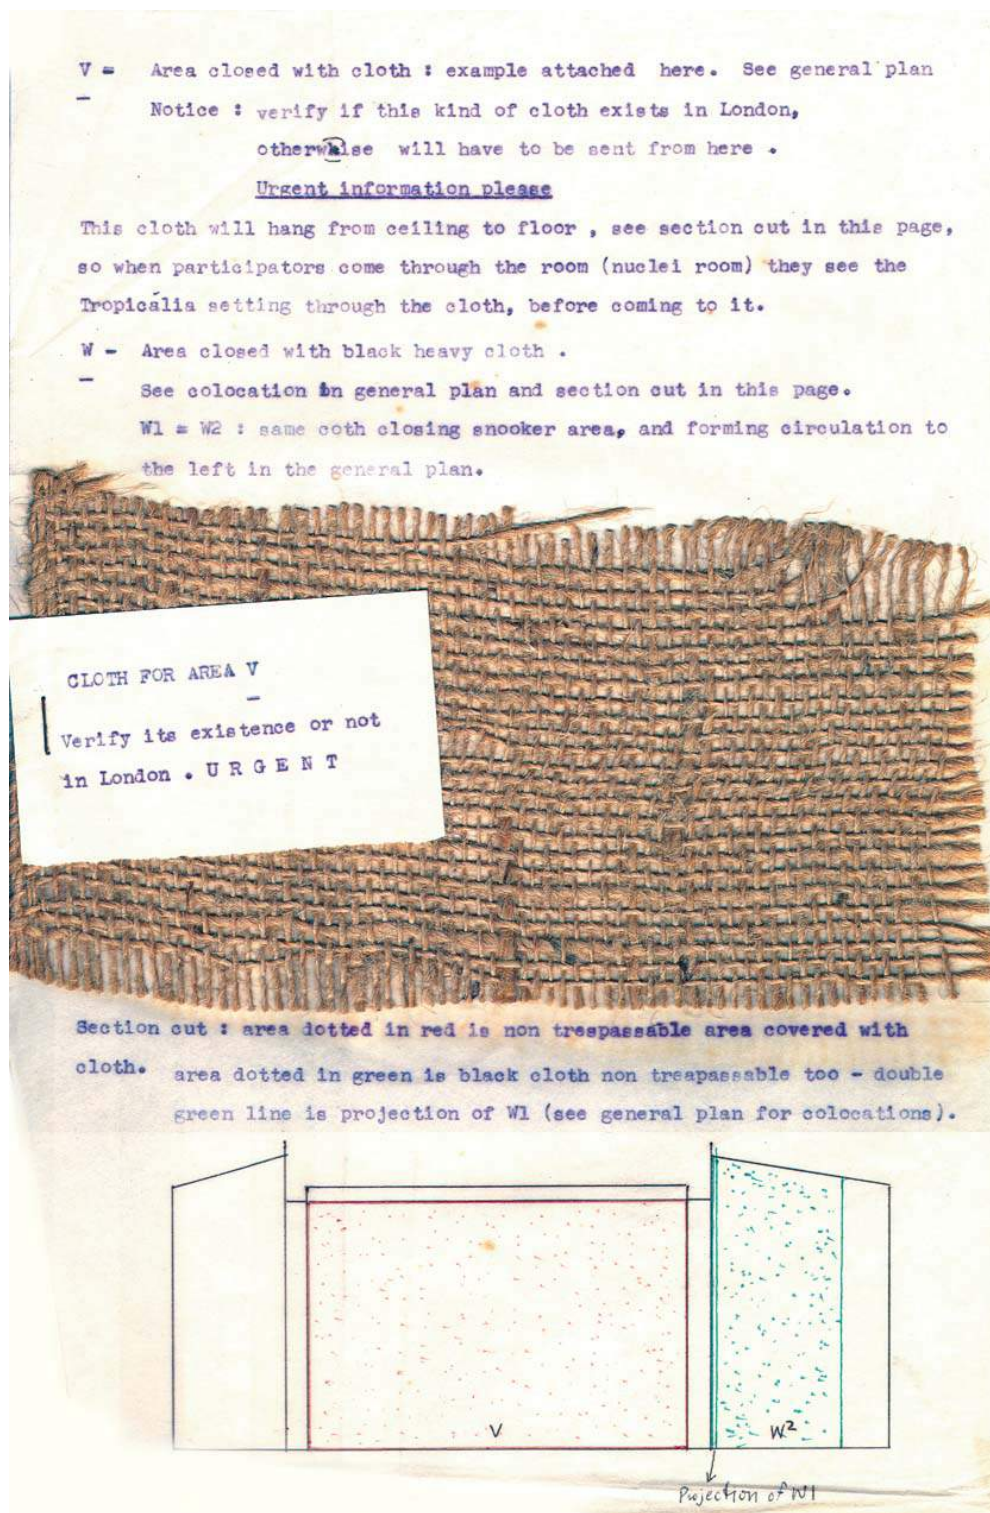 V = Area closed with cloth : example attached here. See general plan
Notice : verify if this kind of cloth exists in London,
otherwhise will have to be sent from here .
Urgent information please
This cloth will hang from ceiling to floor , see section cut in this page,
so when participators come through the room (nuclei room) they see the
Tropicália setting through the cloth, before coming to it.
W - Area closed with black heavy cloth .
See colocation in general plan and section cut in this page.
W1 = W2 : same coth closing snooker area, and forming circulation to
the left in the general plan.
CLOTH FOR AREA V
Verify its existence or not
in London . U R G E N T
Section cut : area dotted in red is non trespassable area covered with
cloth. area dotted in green is black cloth non treapassable too - double
green line is projection of W1 (see general plan for colocations).
V
W²
Projection of W1